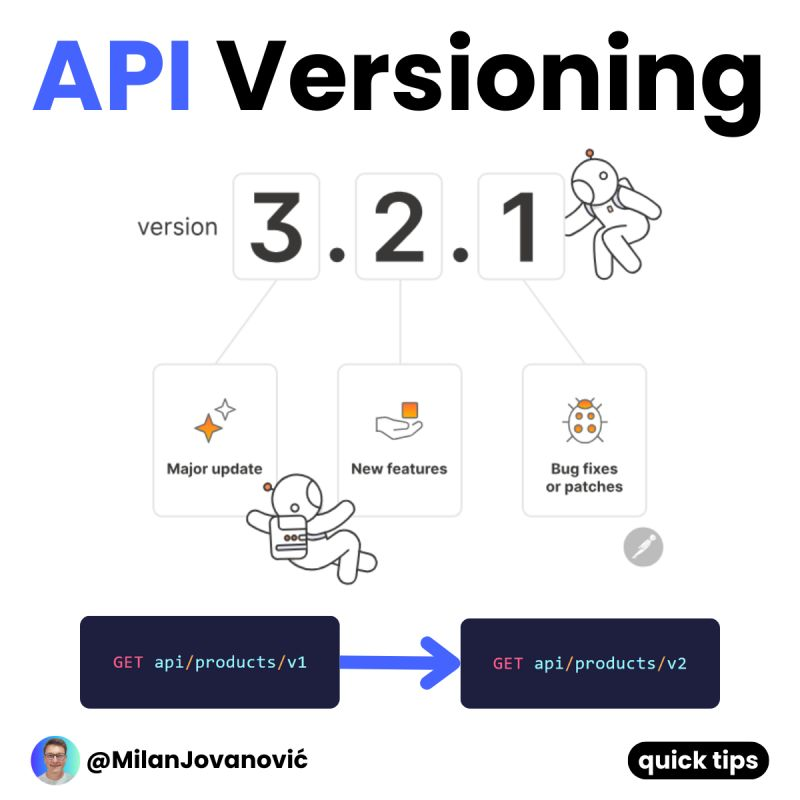 API Versioning
version 3.2.1
Major update
New features
Bug fixes
or patches
GET api/products/v1
GET api/products/v2
@MilanJovanović
quick tips